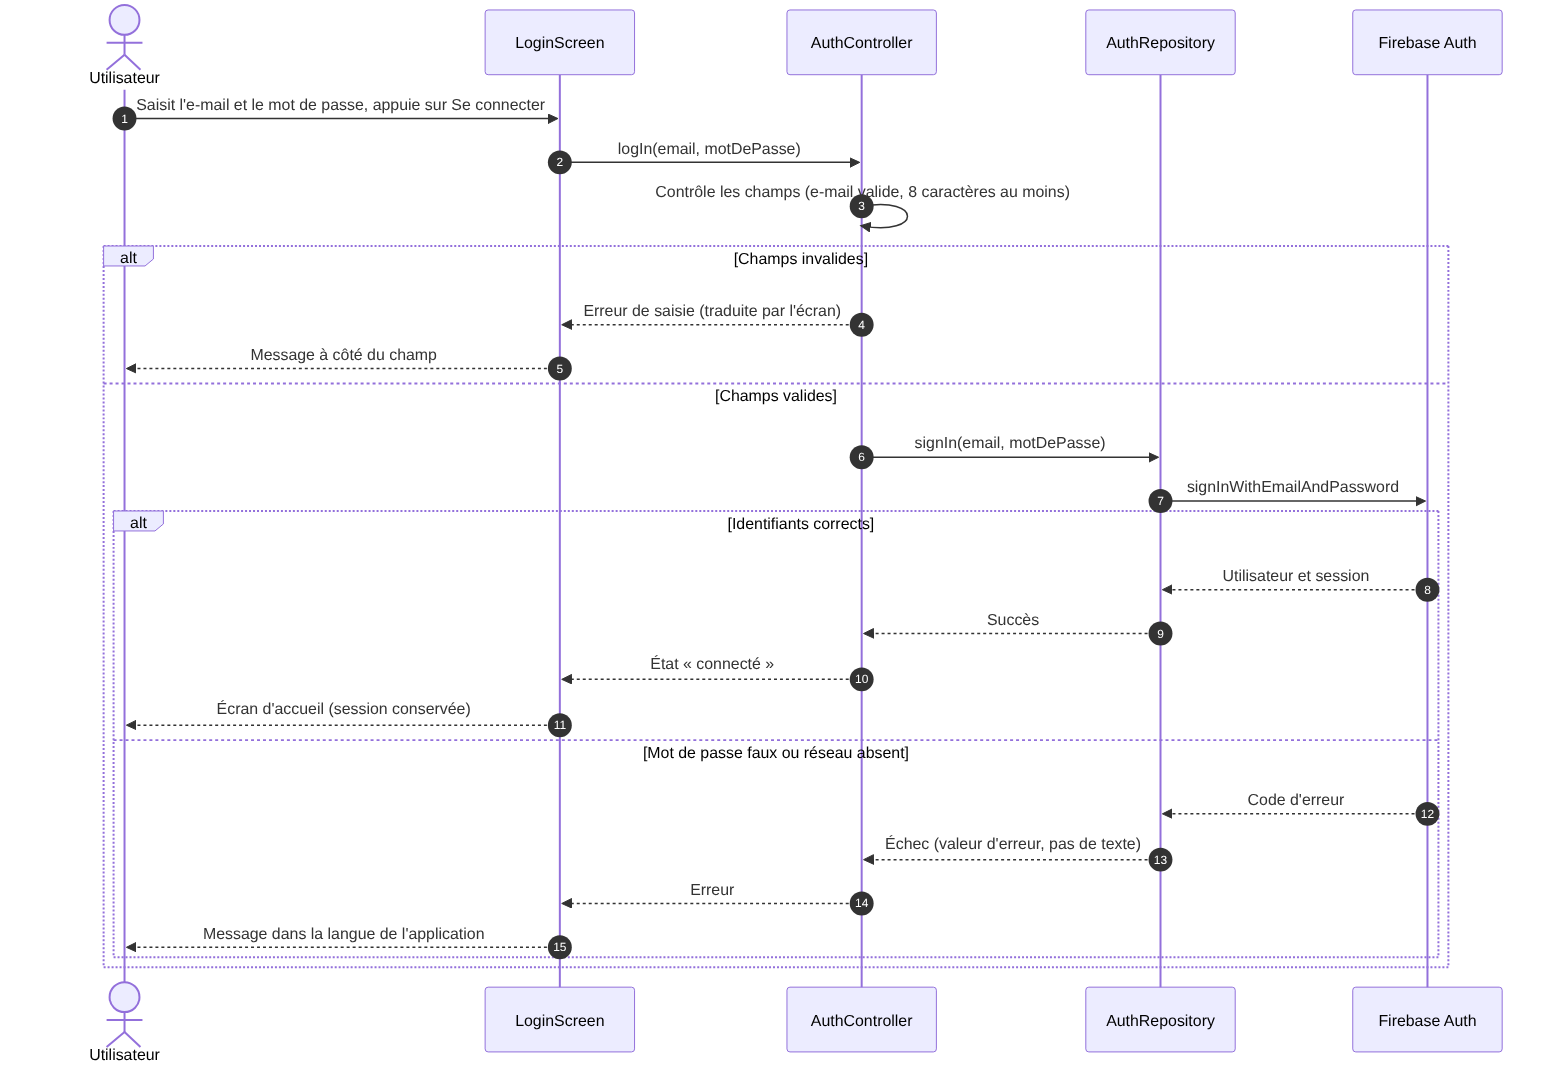 Utilisateur
LoginScreen
AuthController
AuthRepository
Firebase Auth
Saisit l'e-mail et le mot de passe, appuie sur Se connecter
1
logIn(email, motDePasse)
2
Contrôle les champs (e-mail valide, 8 caractères au moins)
3
alt
[Champs invalides]
Erreur de saisie (traduite par l'écran)
4
Message à côté du champ
5
[Champs valides]
signIn(email, motDePasse)
6
signInWithEmailAndPassword
7
alt
[Identifiants corrects]
Utilisateur et session
8
Succès
9
État « connecté »
10
Écran d'accueil (session conservée)
11
[Mot de passe faux ou réseau absent]
Code d'erreur
12
Échec (valeur d'erreur, pas de texte)
13
Erreur
14
Message dans la langue de l'application
15
Utilisateur
LoginScreen
AuthController
AuthRepository
Firebase Auth